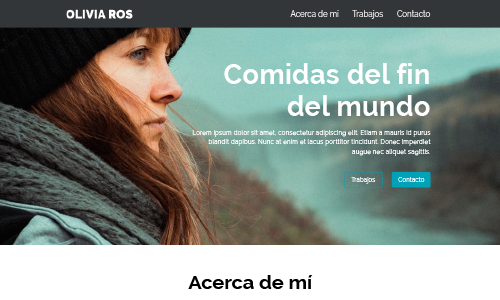 OLIVIA ROS
Acerca de mi
Trabajos
Contacto
Comidas del fin
del mundo
Lorem ipsum dolor sit amet, consectetur adipiscing elit. Etiam a mauris id purus
blandit dapibus. Nunc at enim et lacus porttitor tincidunt. Donec imperdiet
augue nec aliquet sagittis.
Trabajos
Contacto
Acerca de mí